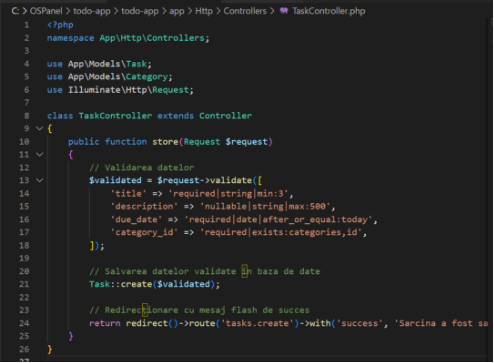 C: > OSPanel > todo-app > todo-app > app > Http > Controllers > TaskController.php
1 <?php
2 namespace App\Http\Controllers;
3
4 use App\Models\Task;
5 use App\Models\Category;
6 use Illuminate\Http\Request;
7
8 class TaskController extends Controller
9 {
10 public function store(Request $request)
11 {
12 // Validarea datelor
13 $validated = $request->validate([
14 'title' => 'required|string|min:3',
15 'description' => 'nullable|string|max:500',
16 'due_date' => 'required|date|after_or_equal:today',
17 'category_id' => 'required|exists:categories,id',
18 ]);
19
20 // Salvarea datelor validate în baza de date
21 Task::create($validated);
22
23 // Redirecționare cu mesaj flash de succes
24 return redirect()->route('tasks.create')->with('success', 'Sarcina a fost sa
25 }
26 }
27